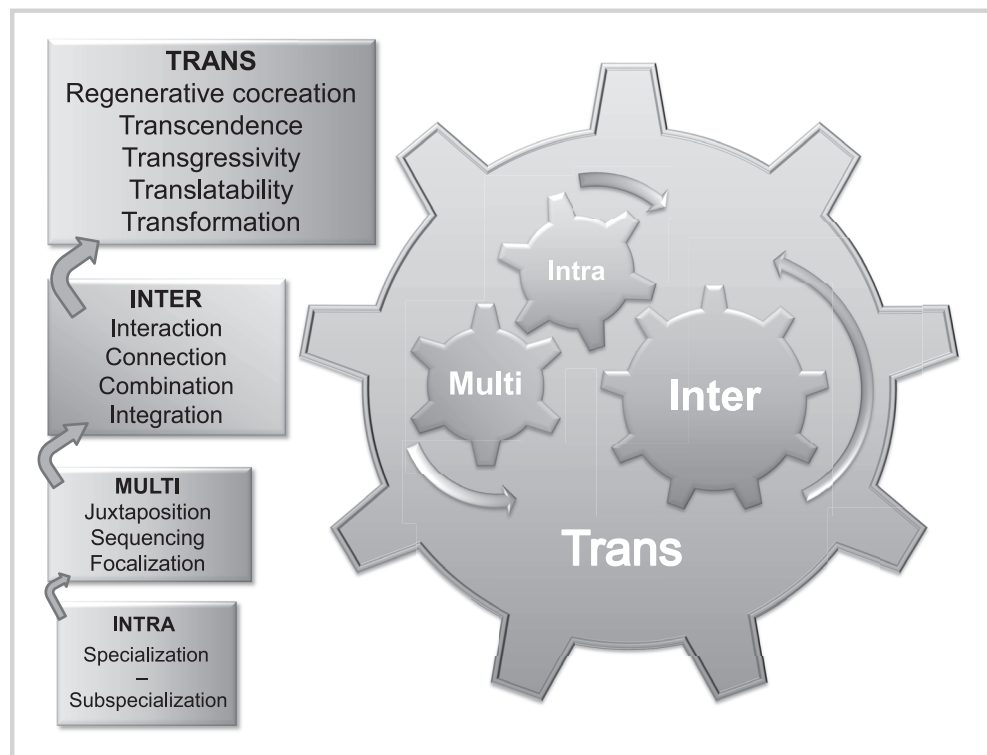 TRANS
Regenerative cocreation
Transcendence
Transgressivity
Translatability
Transformation
INTER
Interaction
Connection
Combination
Integration
MULTI
Juxtaposition
Sequencing
Focalization
INTRA
Specialization
–
Subspecialization
Intra
Multi
Inter
Trans